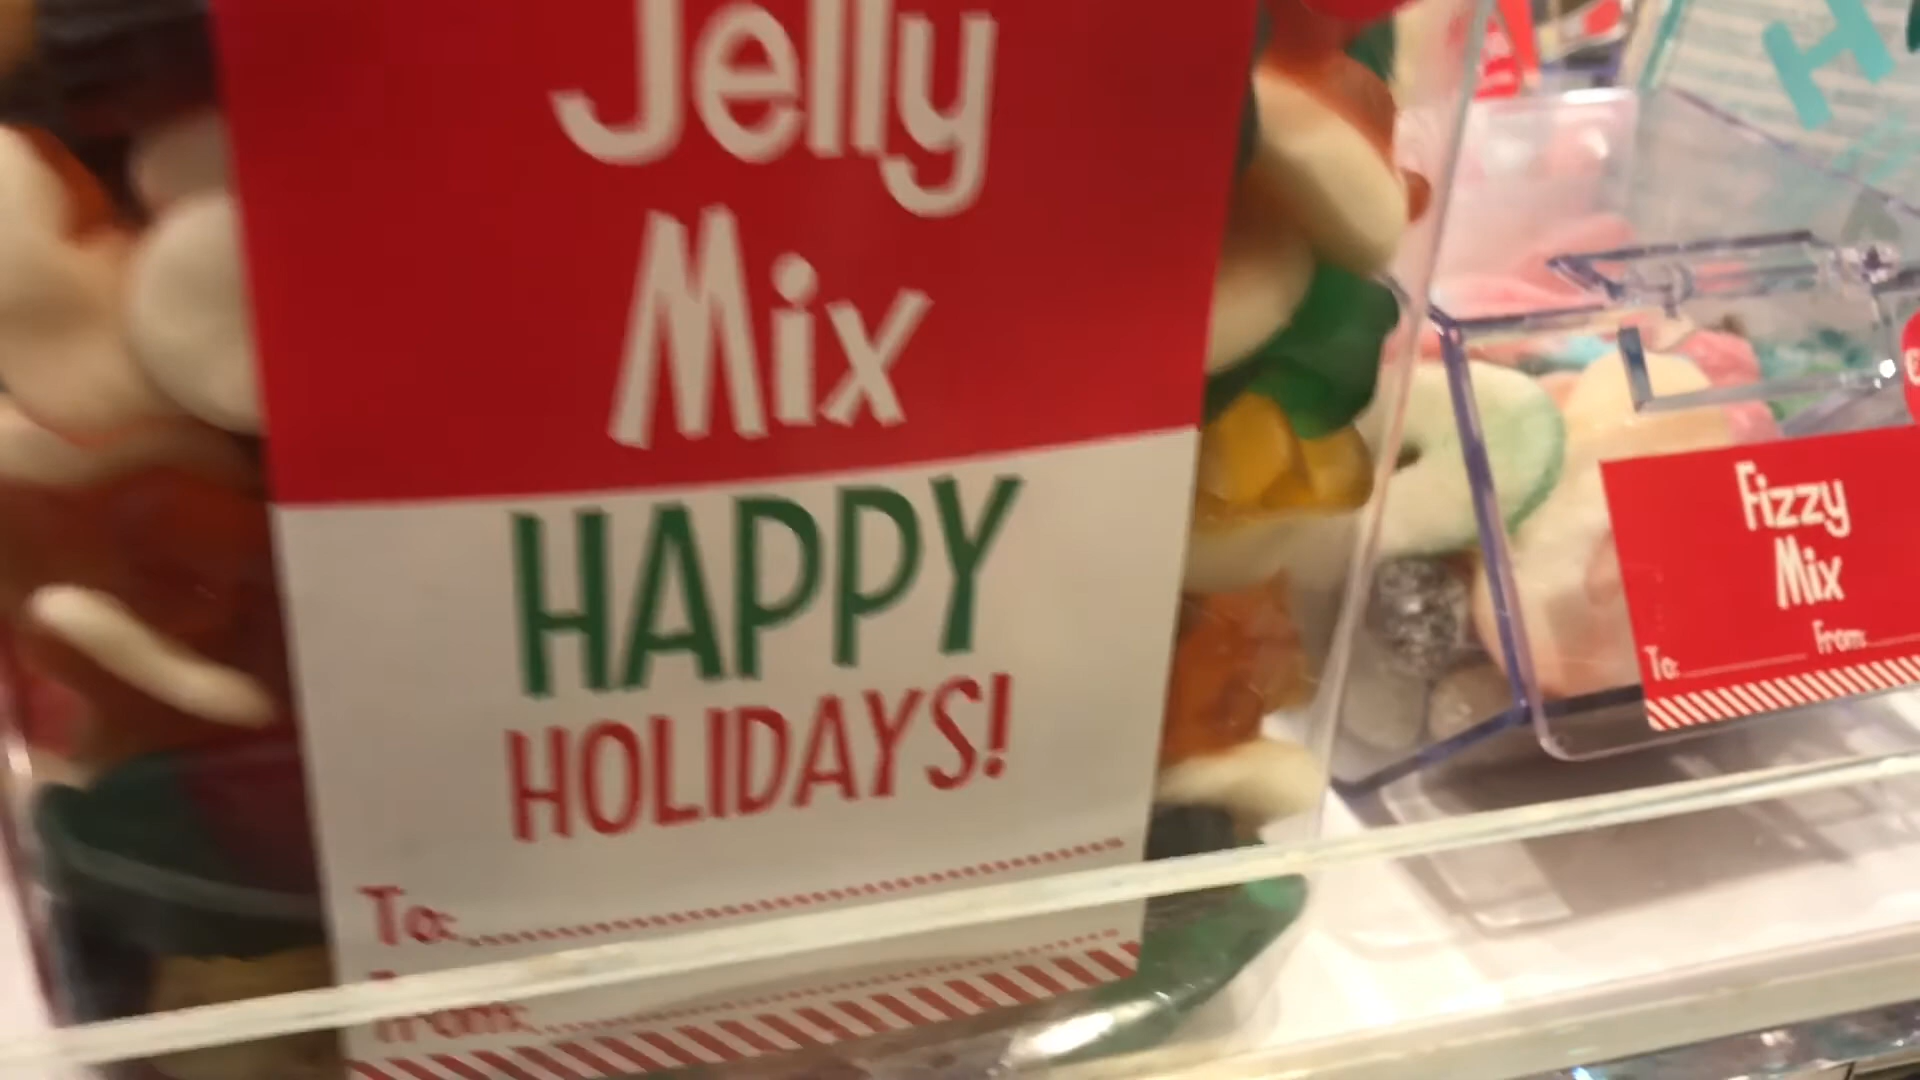 Jelly
Mix
HAPPY
HOLIDAYS!
To:
From:
Fizzy
Mix
To: From:
H